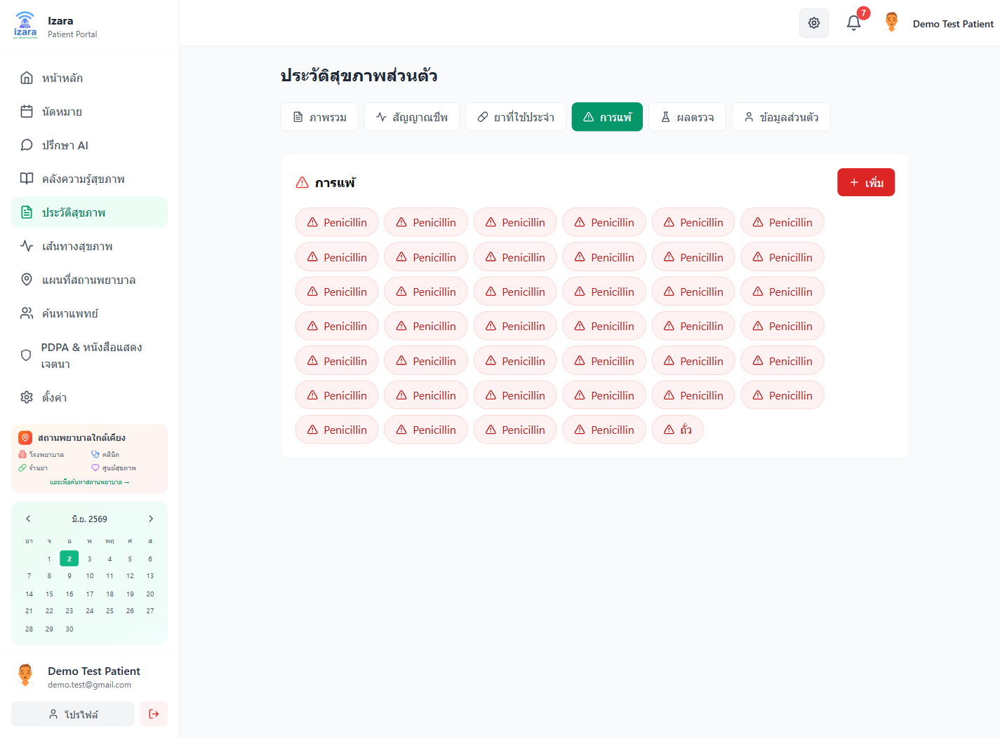 izara
Izara
Patient Portal
7
Demo Test Patient
หน้าหลัก
นัดหมาย
ปรึกษา AI
คลังความรู้สุขภาพ
ประวัติสุขภาพ
เส้นทางสุขภาพ
แผนที่สถานพยาบาล
ค้นหาแพทย์
PDPA & หนังสือแสดง
เจตนา
ตั้งค่า
สถานพยาบาลใกล้เคียง
โรงพยาบาล คลินิก
ร้านยา ศูนย์สุขภาพ
แตะเพื่อค้นหาสถานพยาบาล →
มิ.ย. 2569
อา จ อ พ พฤ ศ ส
1 2 3 4 5 6
7 8 9 10 11 12 13
14 15 16 17 18 19 20
21 22 23 24 25 26 27
28 29 30
Demo Test Patient
demo.test@gmail.com
โปรไฟล์
ประวัติสุขภาพส่วนตัว
ภาพรวม สัญญาณชีพ ยาที่ใช้ประจำ การแพ้ ผลตรวจ ข้อมูลส่วนตัว
การแพ้
เพิ่ม
Penicillin Penicillin Penicillin Penicillin Penicillin Penicillin
Penicillin Penicillin Penicillin Penicillin Penicillin Penicillin
Penicillin Penicillin Penicillin Penicillin Penicillin Penicillin
Penicillin Penicillin Penicillin Penicillin Penicillin Penicillin
Penicillin Penicillin Penicillin Penicillin Penicillin Penicillin
Penicillin Penicillin Penicillin Penicillin Penicillin Penicillin
Penicillin Penicillin Penicillin Penicillin ถั่ว